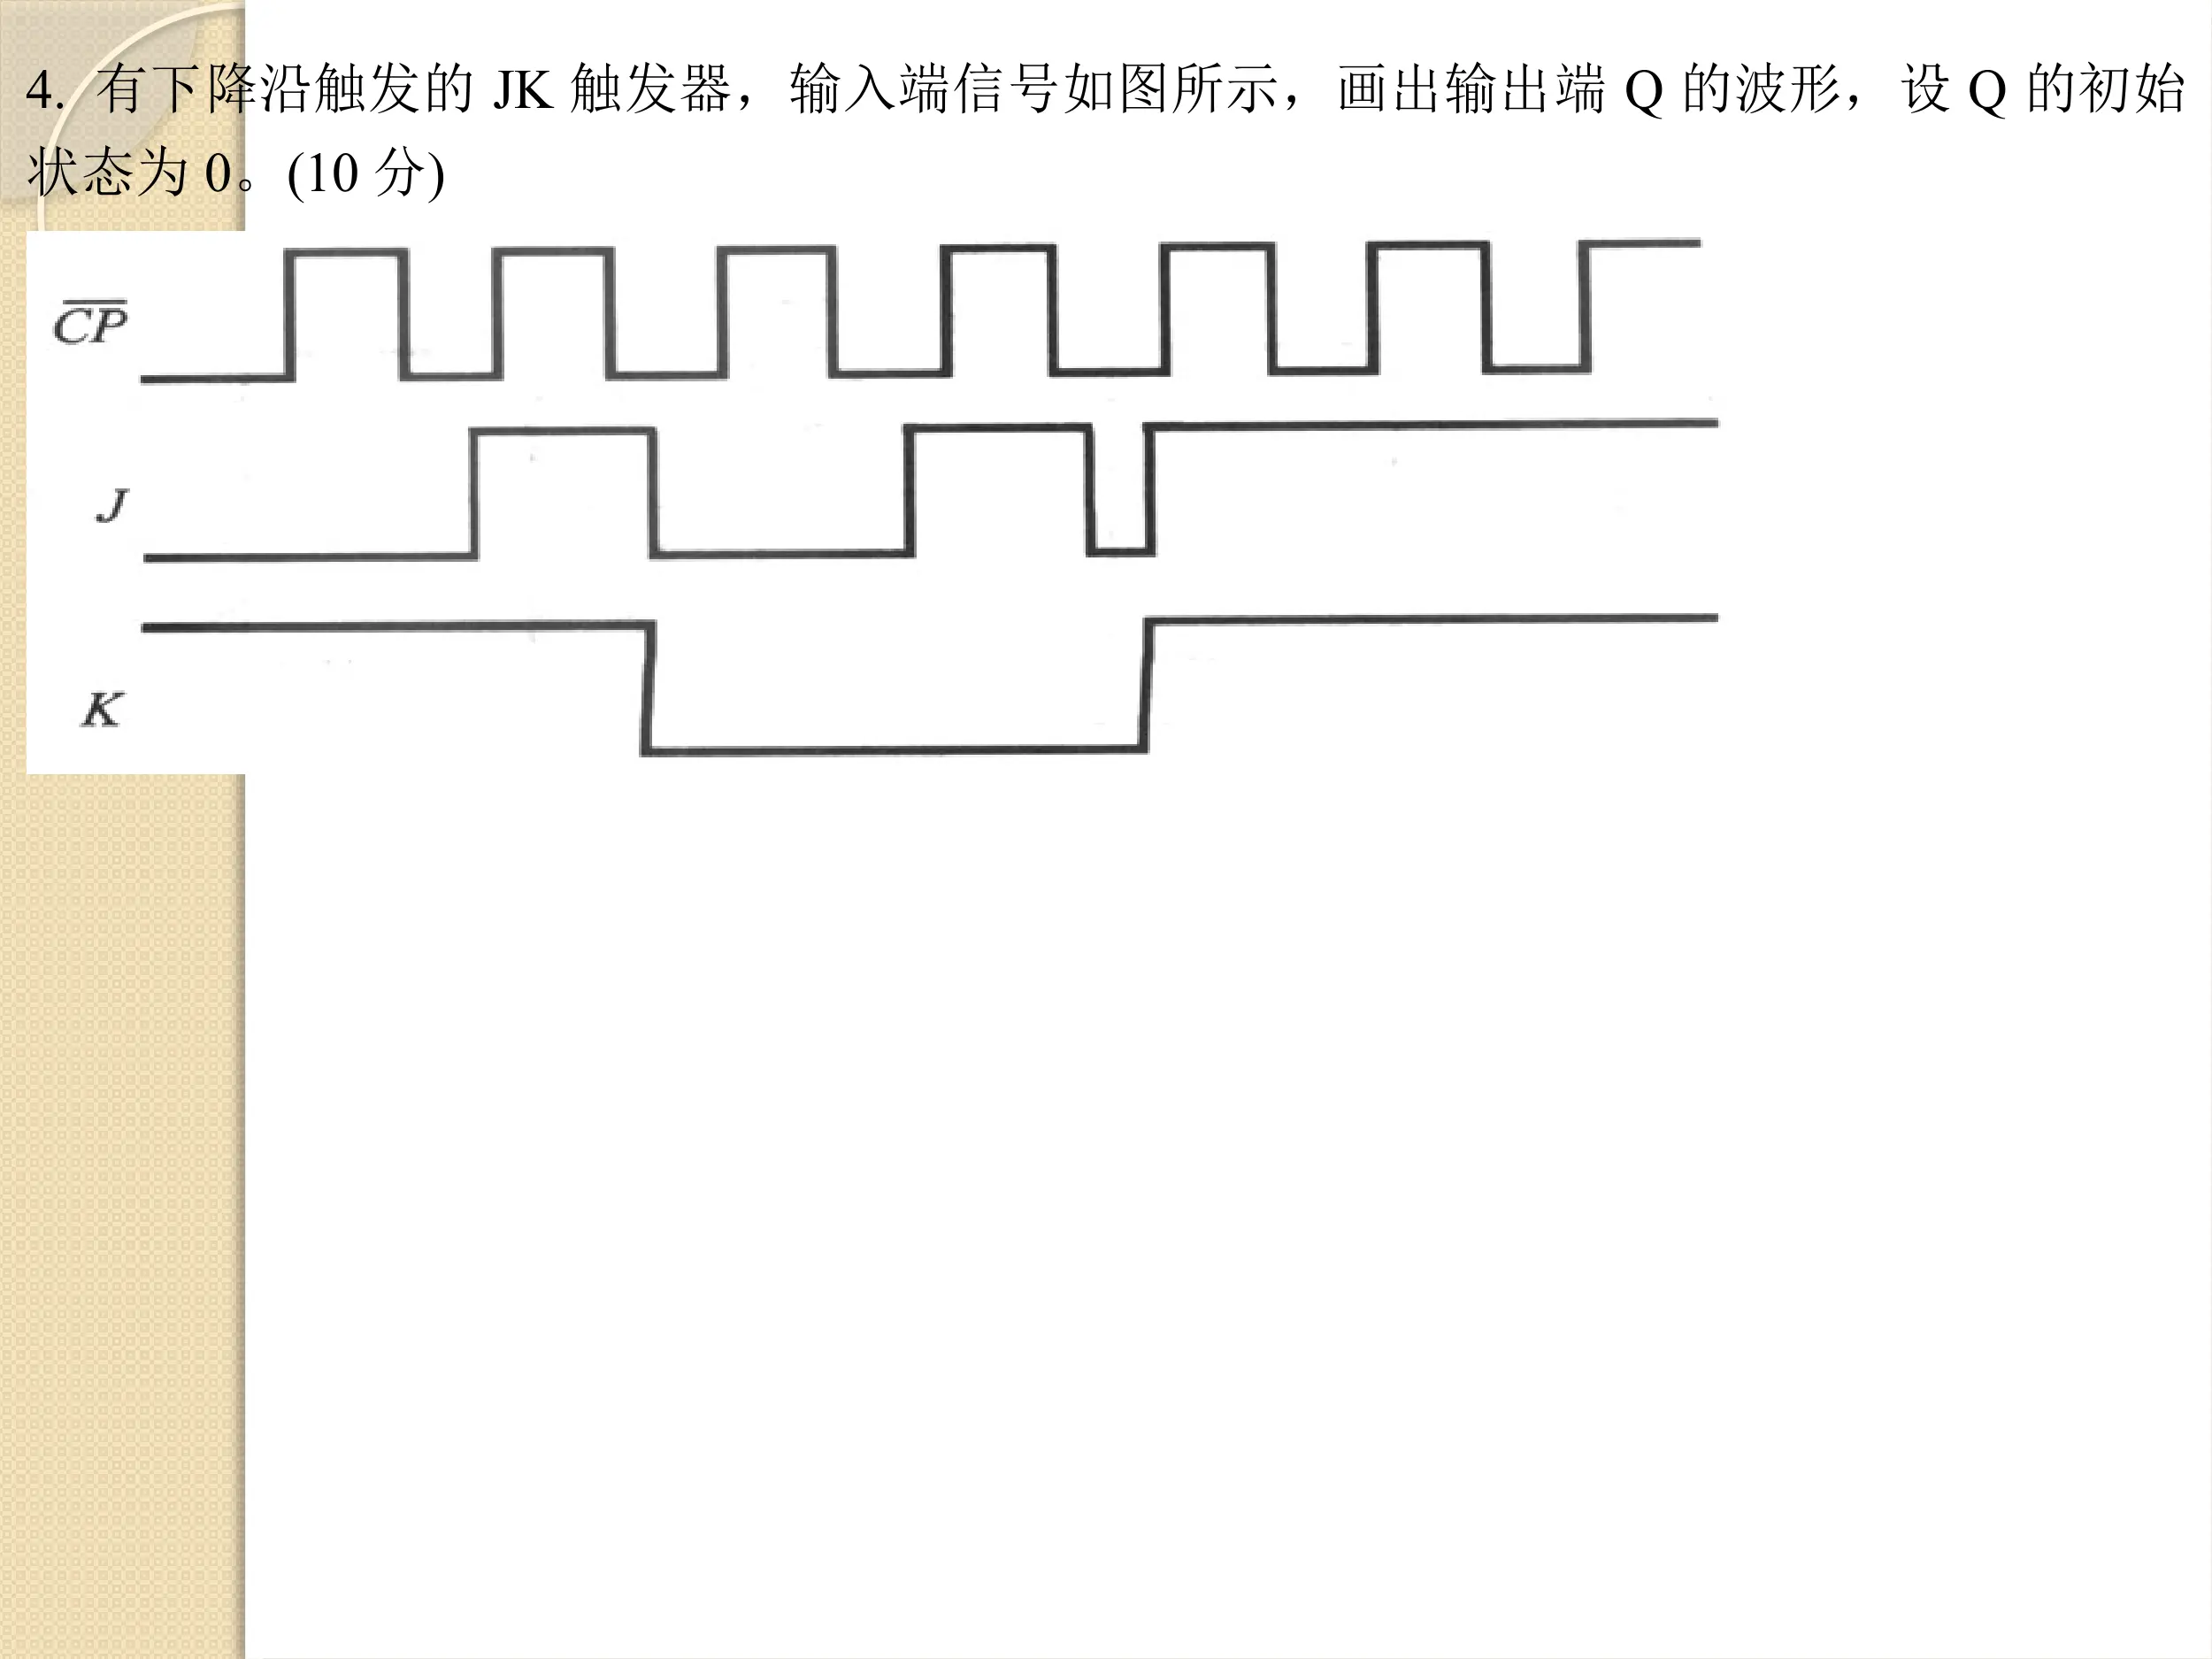 4. 有下降沿触发的 JK 触发器，输入端信号如图所示，画出输出端 Q 的波形，设 Q 的初始
状态为 0。(10 分)
C̅P̅
J
K